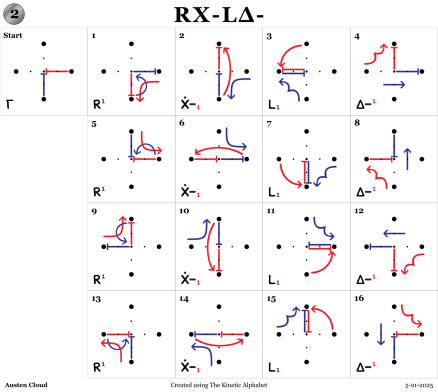 2
RX-LΔ-
Start 1 2 3 4
Γ R¹ Ẋ-₁ L₁ Δ-¹
5 6 7 8
R¹ Ẋ-₁ L₁ Δ-¹
9 10 11 12
R¹ Ẋ-₁ L₁ Δ-¹
13 14 15 16
R¹ Ẋ-₁ L₁ Δ-¹
Austen Cloud Created using The Kinetic Alphabet 5-21-2025